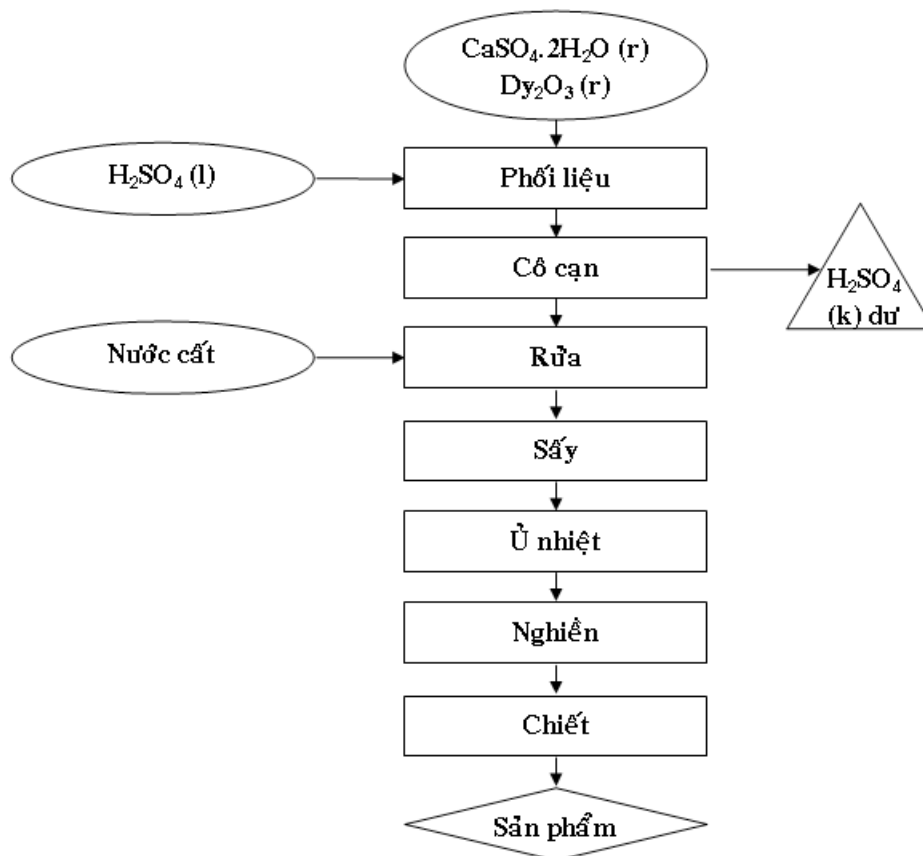 CaSO₄.2H₂O (r)
Dy₂O₃ (r)
H₂SO₄ (l)
Phối liệu
Cô cạn
H₂SO₄
(k) dư
Nước cất
Rửa
Sấy
Ủ nhiệt
Nghiền
Chiết
Sản phẩm